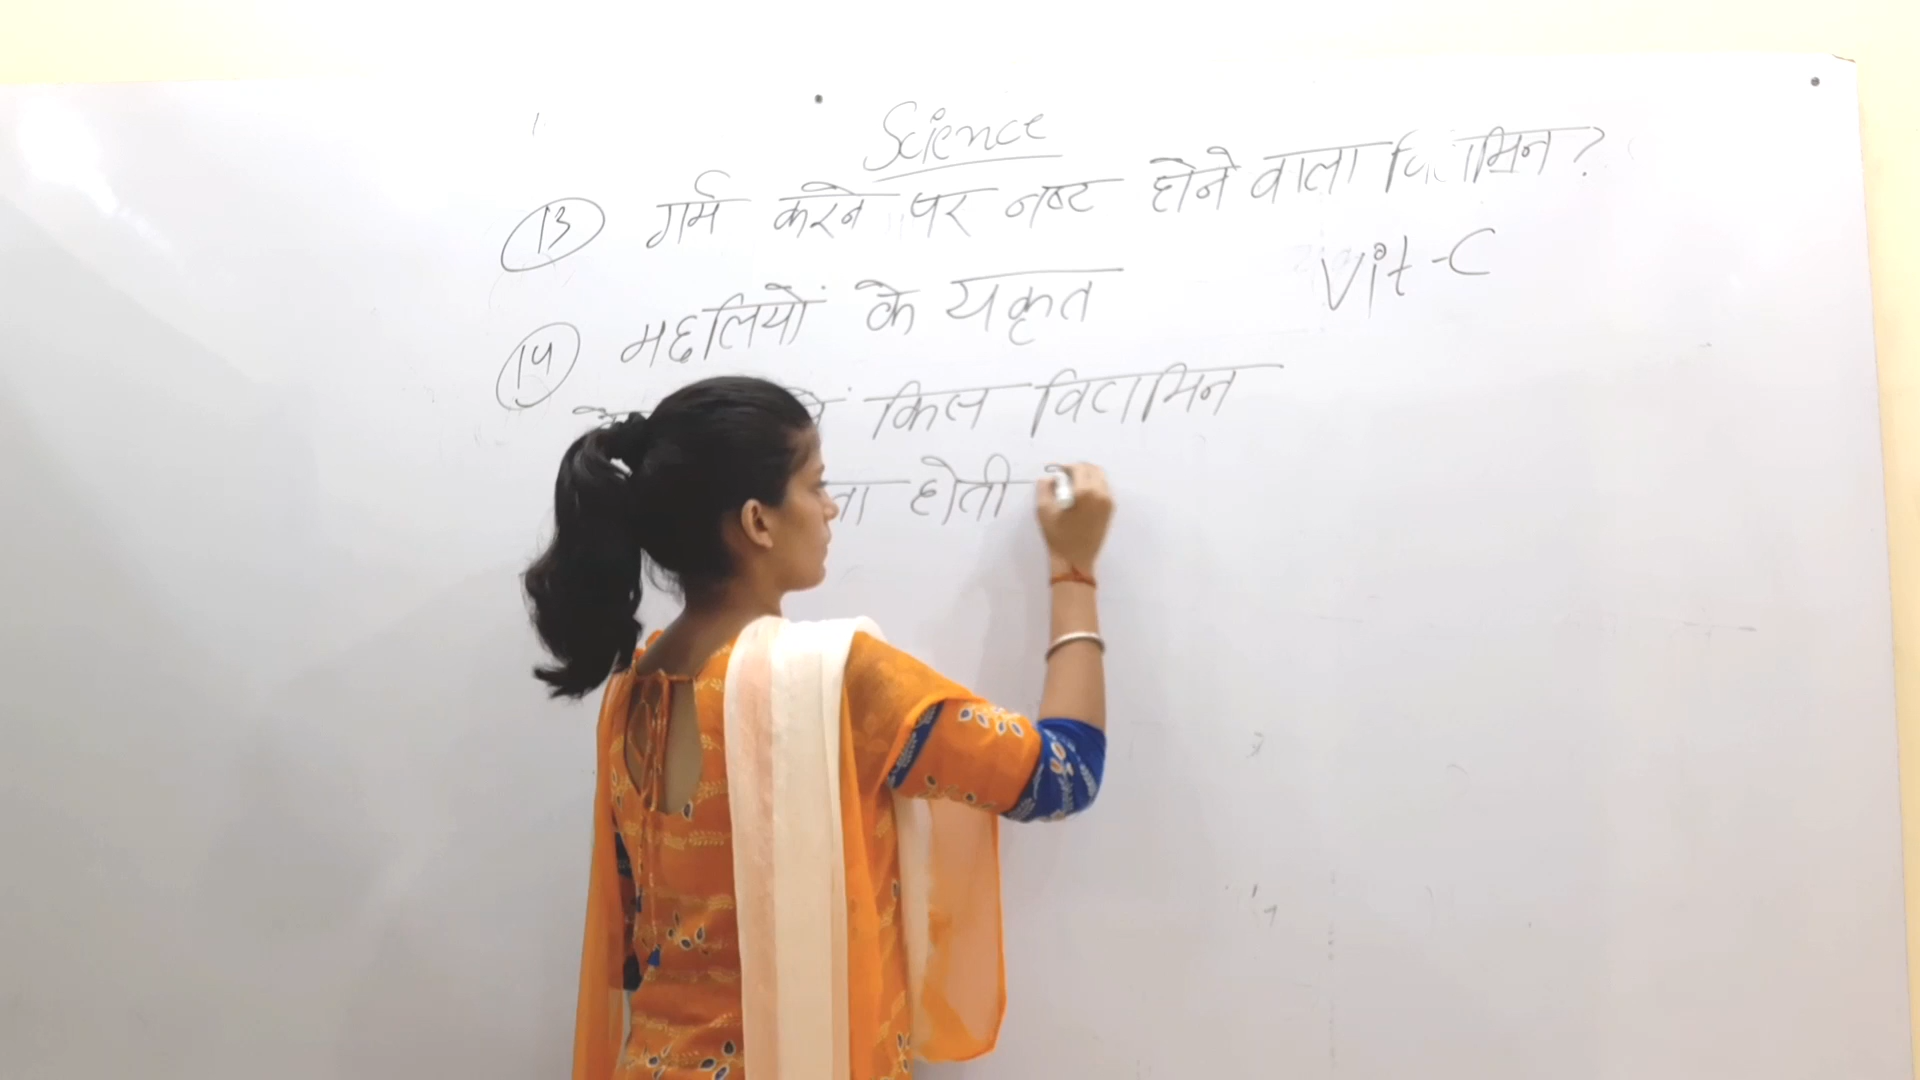 Science
13 गर्म करने पर नष्ट होने वाला विटामिन ?
Vit-C
14 मछलियों के यकृत
के किस विटामिन
होती